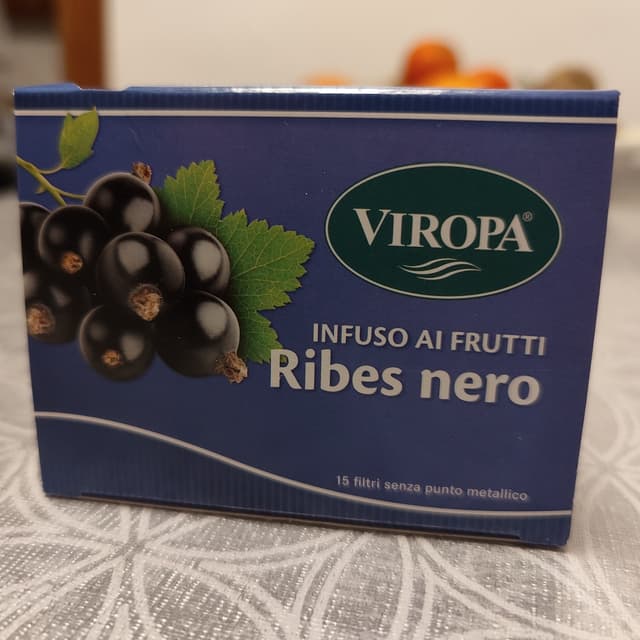 VIROPA®
INFUSO AI FRUTTI
Ribes nero
15 filtri senza punto metallico